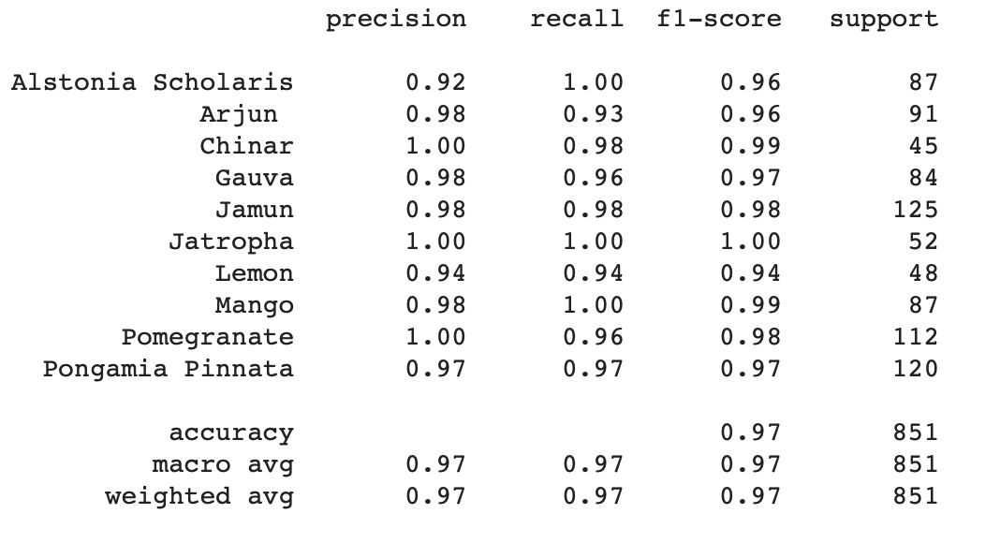 precision recall f1-score support
Alstonia Scholaris 0.92 1.00 0.96 87
Arjun 0.98 0.93 0.96 91
Chinar 1.00 0.98 0.99 45
Gauva 0.98 0.96 0.97 84
Jamun 0.98 0.98 0.98 125
Jatropha 1.00 1.00 1.00 52
Lemon 0.94 0.94 0.94 48
Mango 0.98 1.00 0.99 87
Pomegranate 1.00 0.96 0.98 112
Pongamia Pinnata 0.97 0.97 0.97 120
accuracy 0.97 851
macro avg 0.97 0.97 0.97 851
weighted avg 0.97 0.97 0.97 851